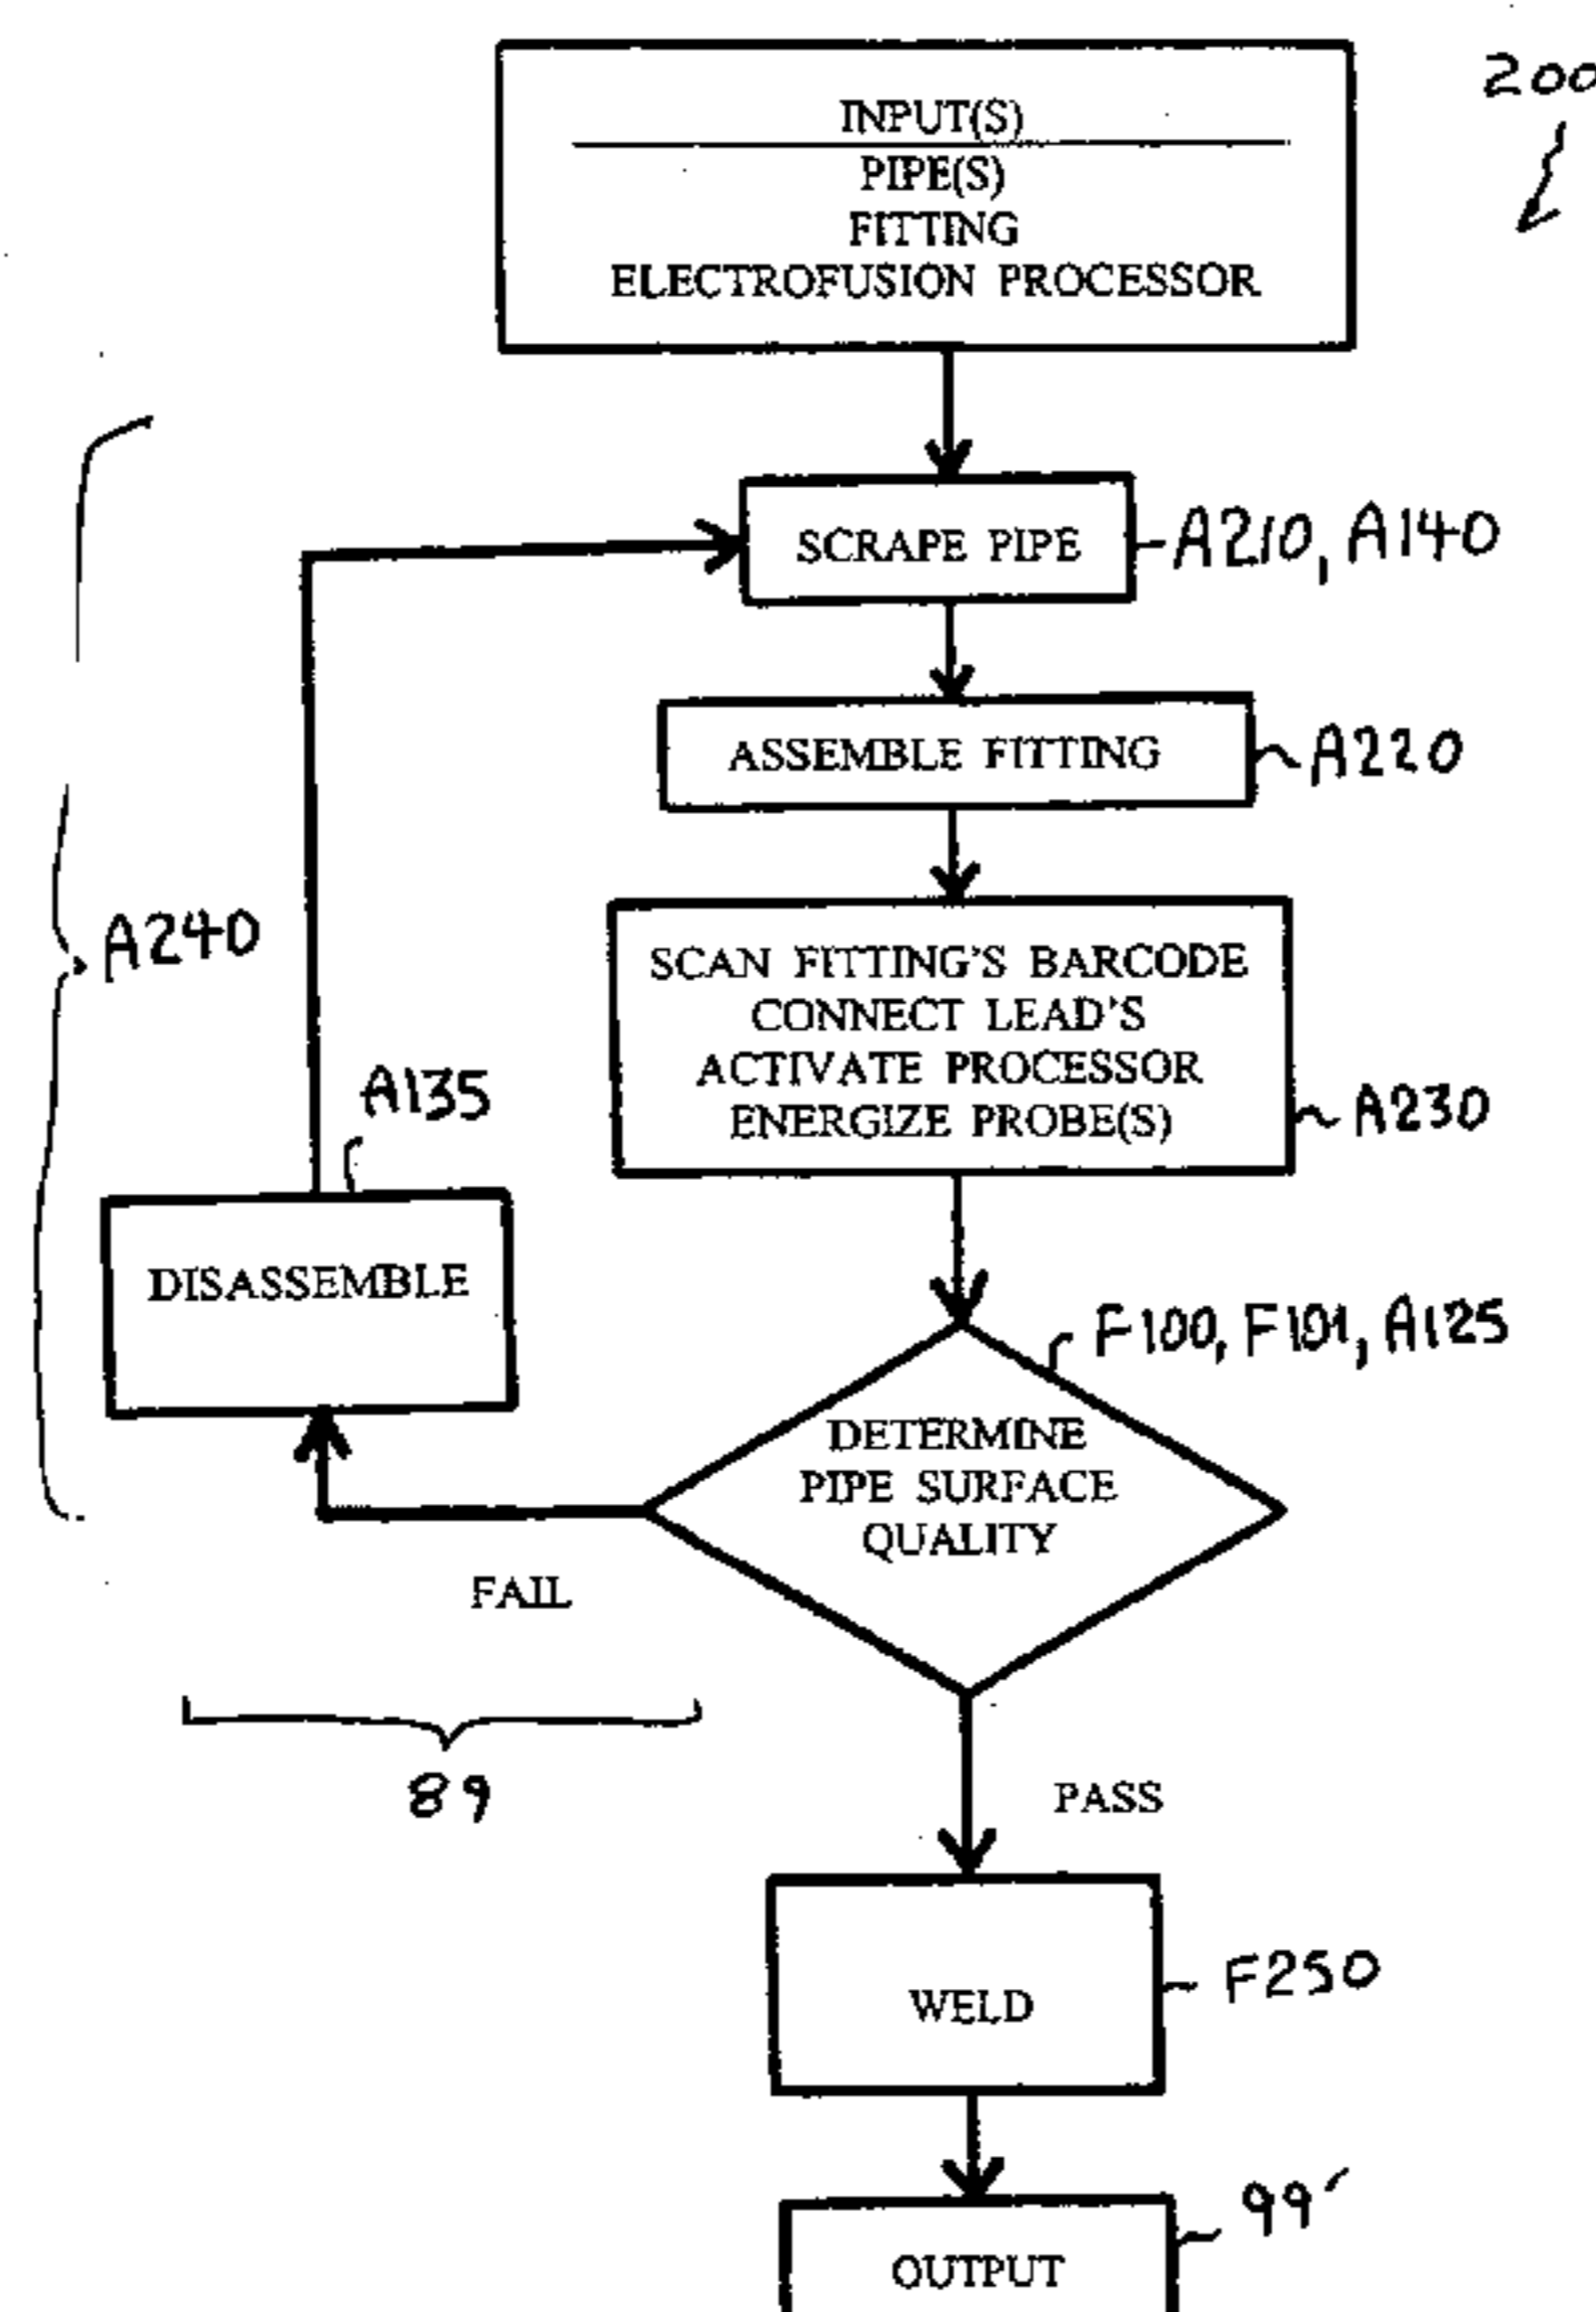 200
INPUT(S)
PIPE(S)
FITTING
ELECTROFUSION PROCESSOR
SCRAPE PIPE
A210, A140
ASSEMBLE FITTING
A220
SCAN FITTING'S BARCODE
CONNECT LEAD'S
ACTIVATE PROCESSOR
ENERGIZE PROBE(S)
A230
A240
A135
DISASSEMBLE
F100, F101, A125
DETERMINE
PIPE SURFACE
QUALITY
FAIL
89
PASS
WELD
F250
OUTPUT
99'